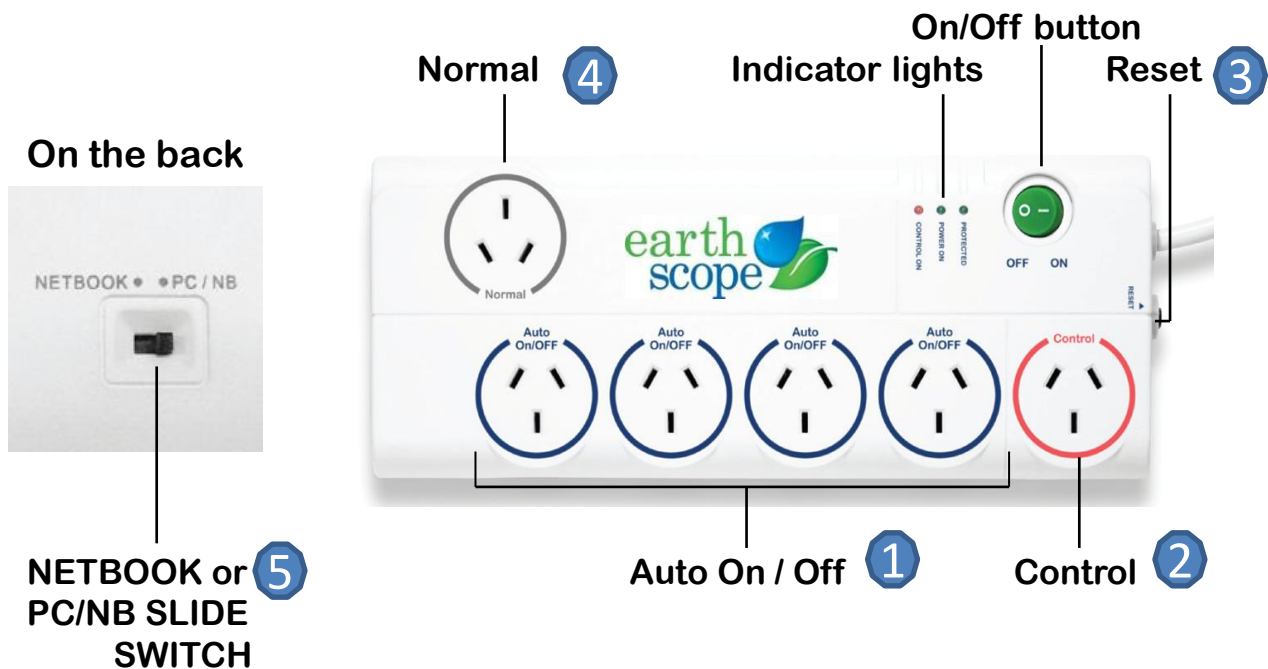 On/Off button
Normal 4
Indicator lights
Reset 3
On the back
NETBOOK PC / NB
Normal
earth
scope
CONTROL ON
POWER ON
PROTECTED
OFF ON
RESET
Auto
On/OFF
Auto
On/OFF
Auto
On/OFF
Auto
On/OFF
Control
Auto On / Off 1
Control 2
NETBOOK or 5
PC/NB SLIDE
SWITCH